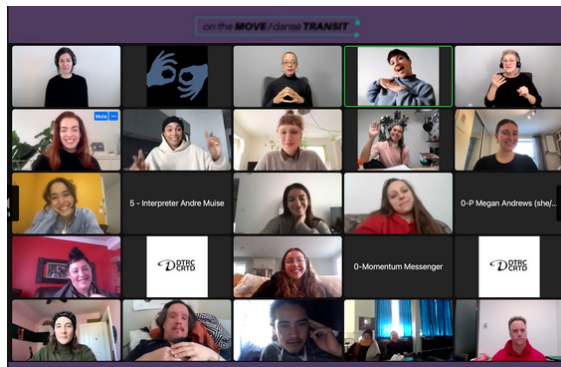 on the MOVE / danse TRANSIT
Mute
5 - Interpreter Andre Muise
0-P Megan Andrews (she/...
DTRC
CRTD
0-Momentum Messenger
DTRC
CRTD